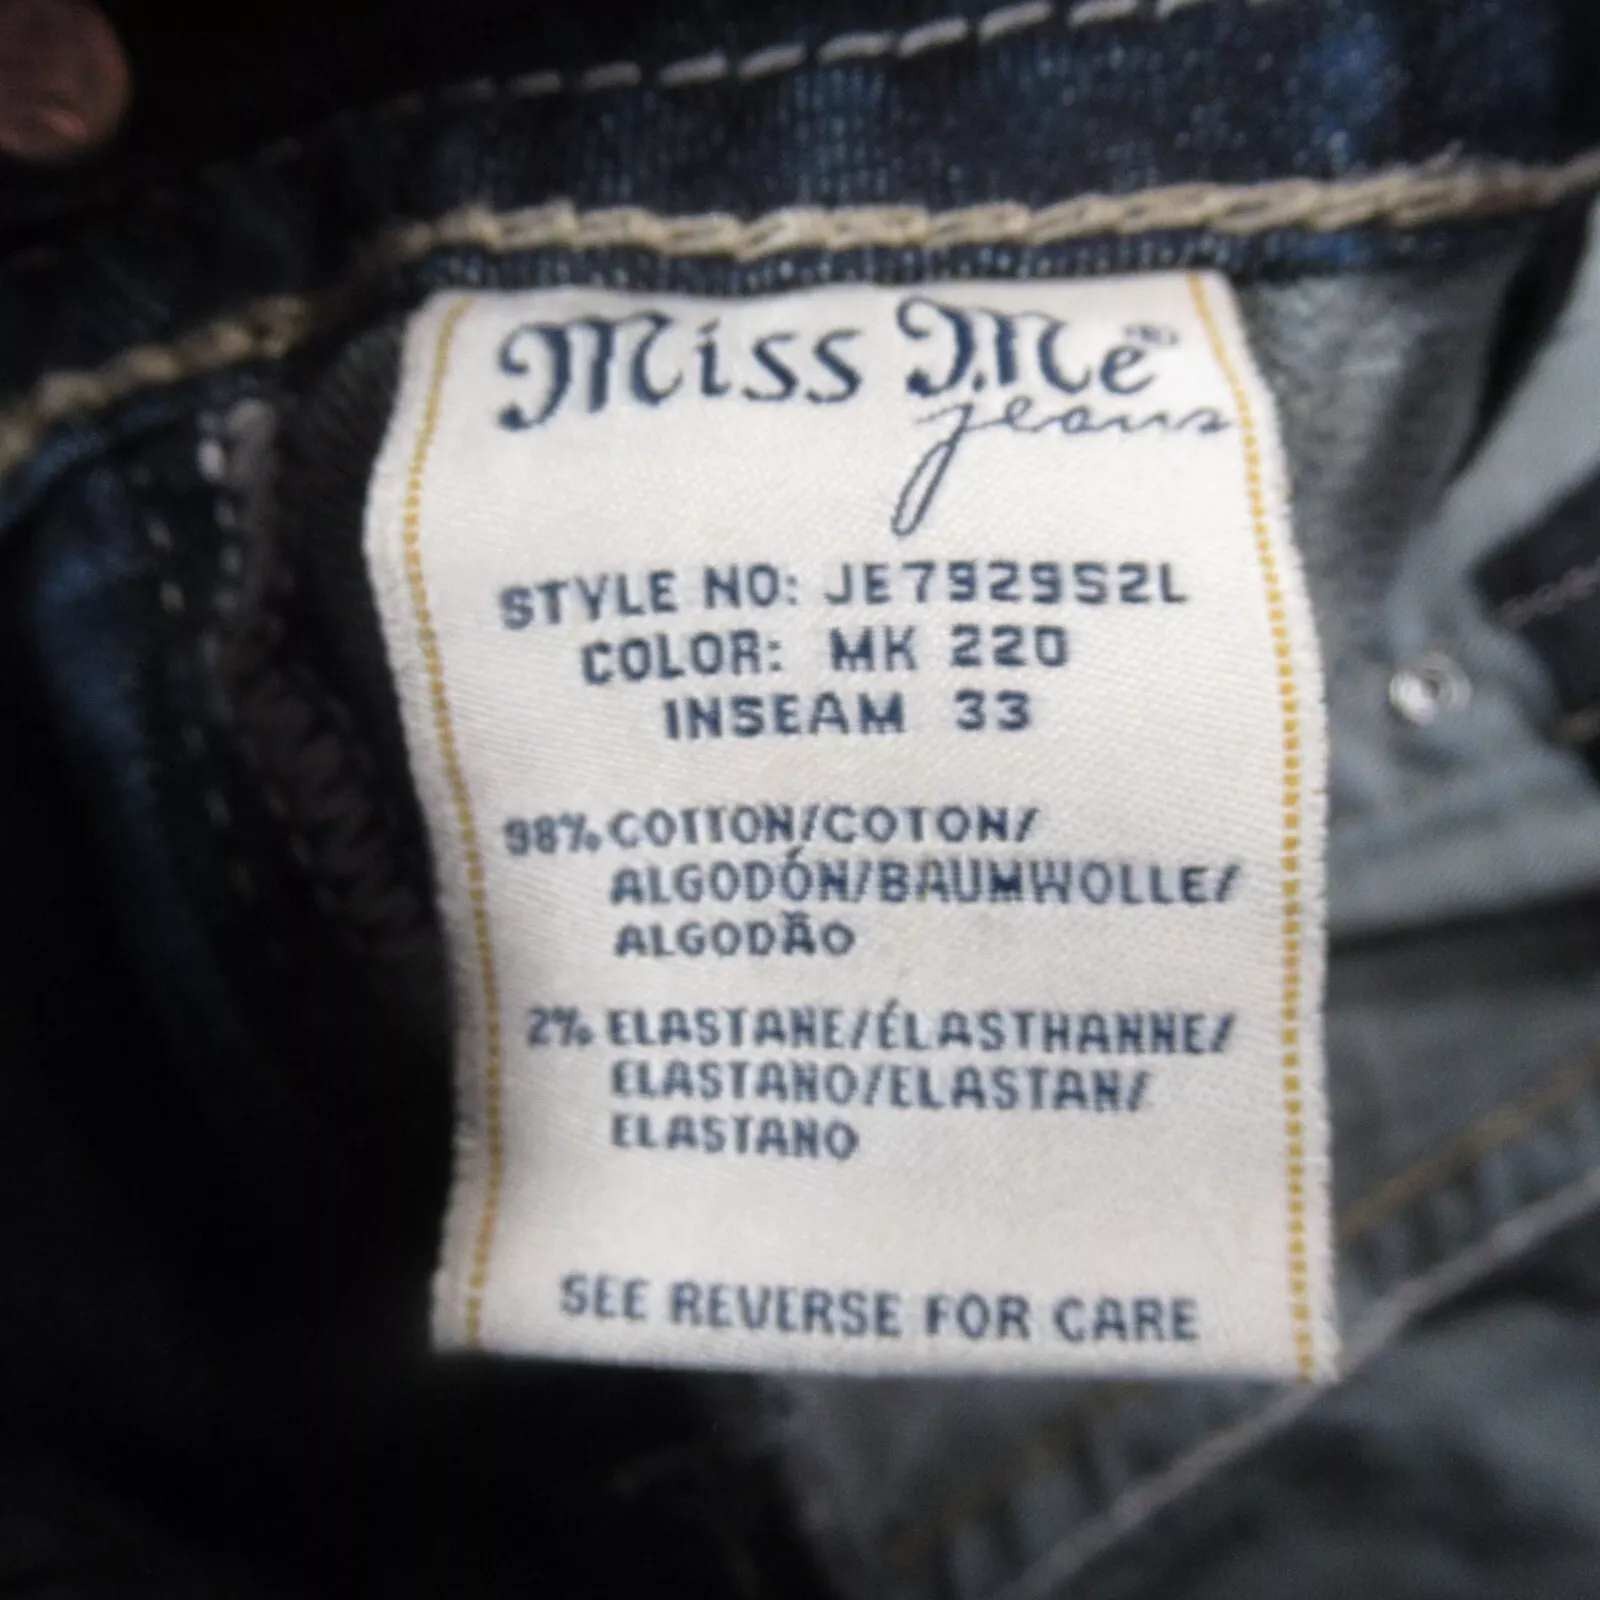 Miss Me®
jeans
STYLE NO: JE7929S2L
COLOR: MK 220
INSEAM 33
98% COTTON/COTON/
ALGODÓN/BAUMWOLLE/
ALGODÃO
2% ELASTANE/ÉLASTHANNE/
ELASTANO/ELASTAN/
ELASTANO
SEE REVERSE FOR CARE